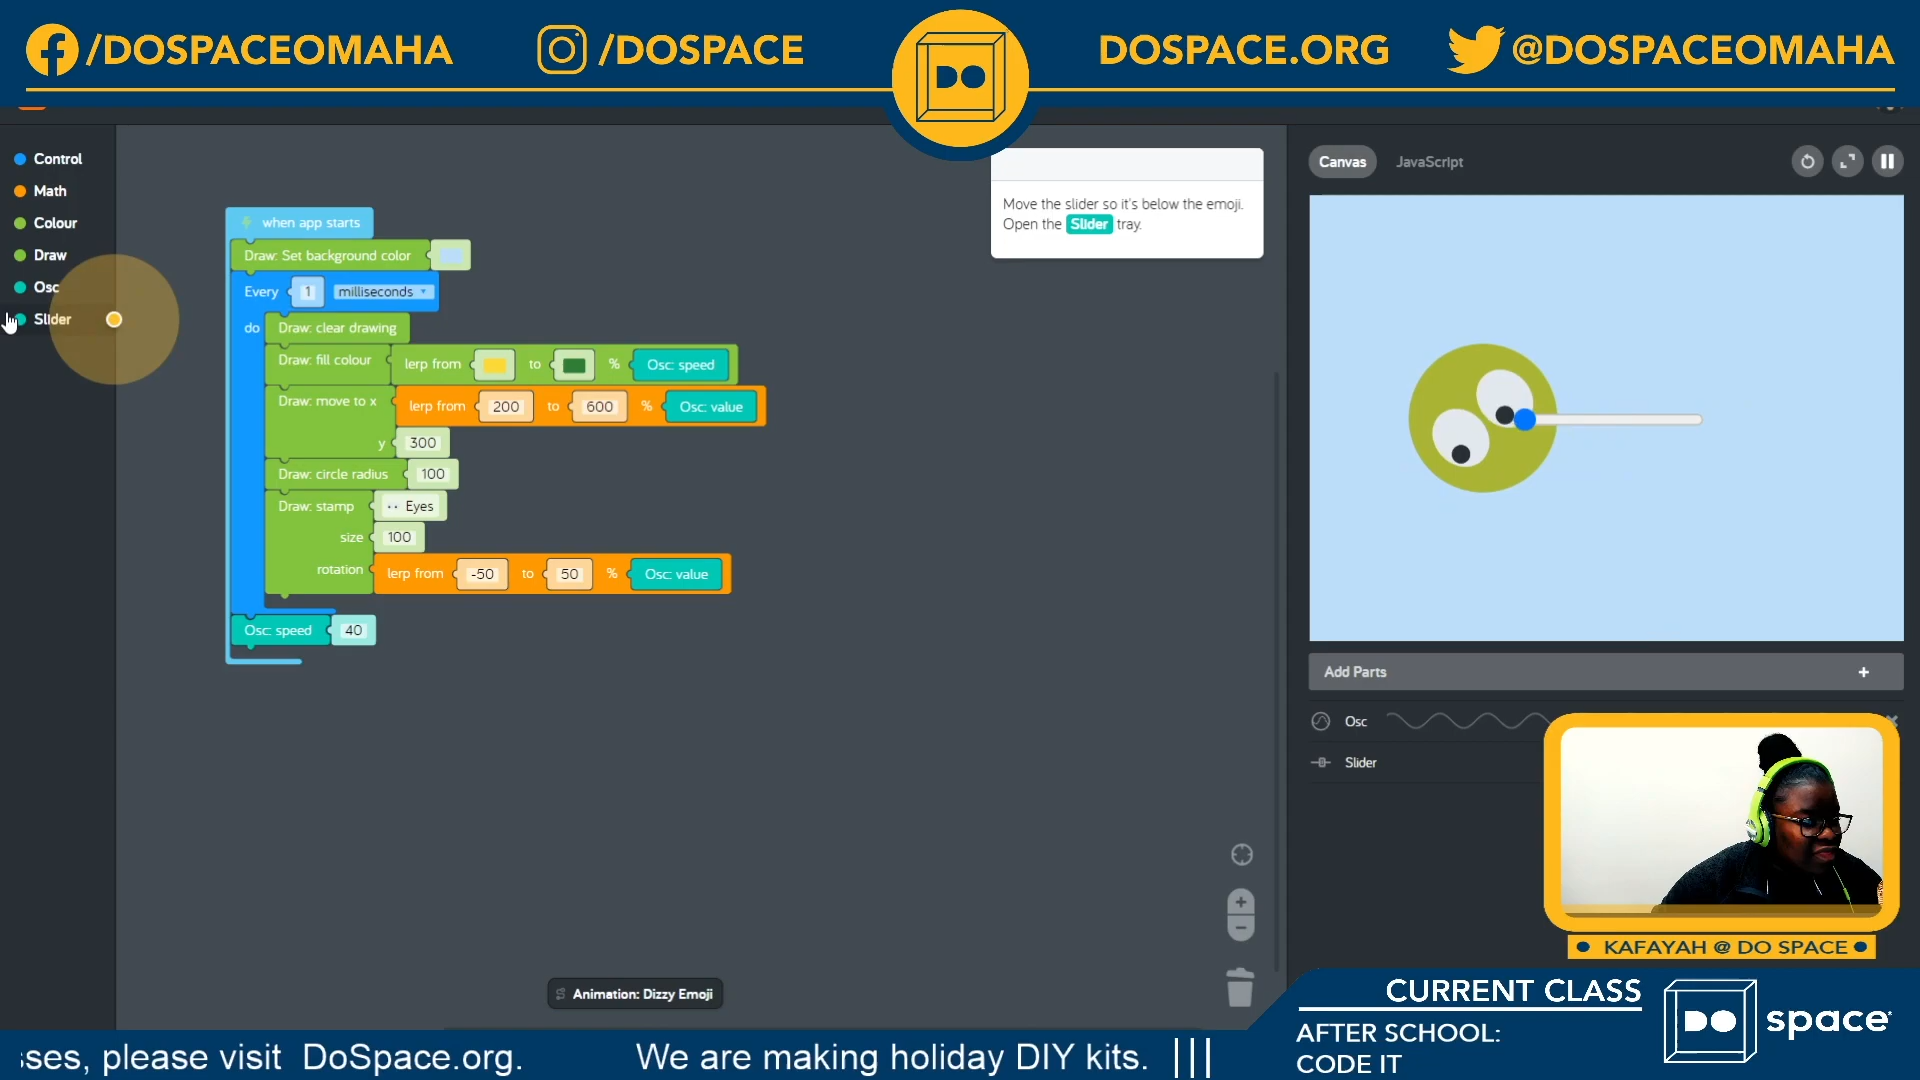 /DOSPACEOMAHA
/DOSPACE
DO
DOSPACE.ORG
@DOSPACEOMAHA
Control
Math
Colour
Draw
Osc
Slider
when app starts
Draw: Set background color
Every 1 milliseconds
do Draw: clear drawing
Draw: fill colour lerp from to % Osc: speed
Draw: move to x lerp from 200 to 600 % Osc: value
y 300
Draw: circle radius 100
Draw: stamp Eyes
size 100
rotation lerp from -50 to 50 % Osc: value
Osc: speed 40
Move the slider so it's below the emoji.
Open the Slider tray.
Canvas JavaScript
Add Parts +
Osc
Slider
Animation: Dizzy Emoji
KAFAYAH @ DO SPACE
CURRENT CLASS
AFTER SCHOOL:
CODE IT
DO space
sses, please visit DoSpace.org. We are making holiday DIY kits. |||